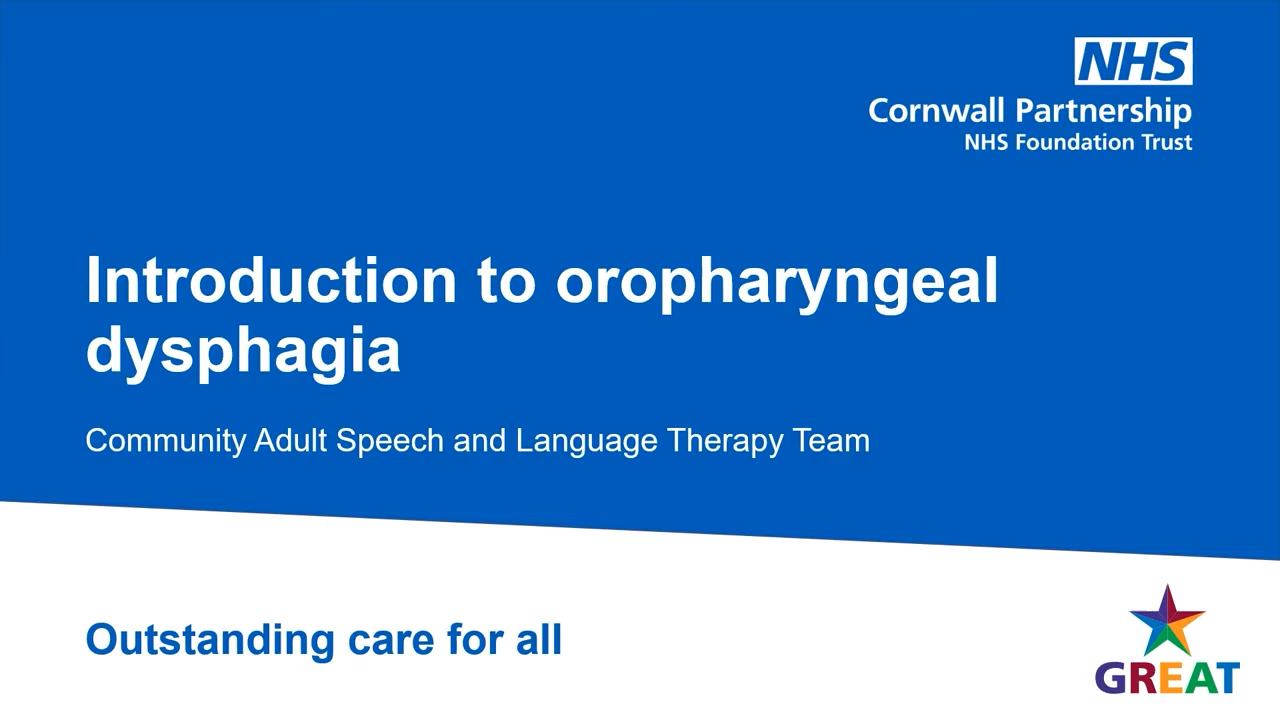 NHS
Cornwall Partnership
NHS Foundation Trust
Introduction to oropharyngeal
dysphagia
Community Adult Speech and Language Therapy Team
Outstanding care for all
GREAT